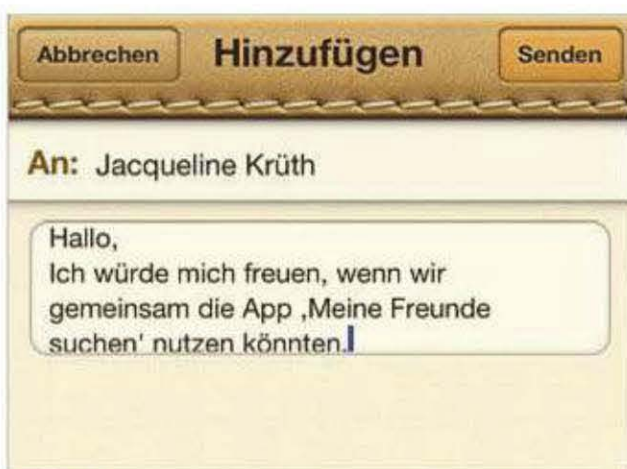 Abbrechen Hinzufügen Senden
An: Jacqueline Krüth
Hallo,
Ich würde mich freuen, wenn wir
gemeinsam die App ‚Meine Freunde
suchen' nutzen könnten.